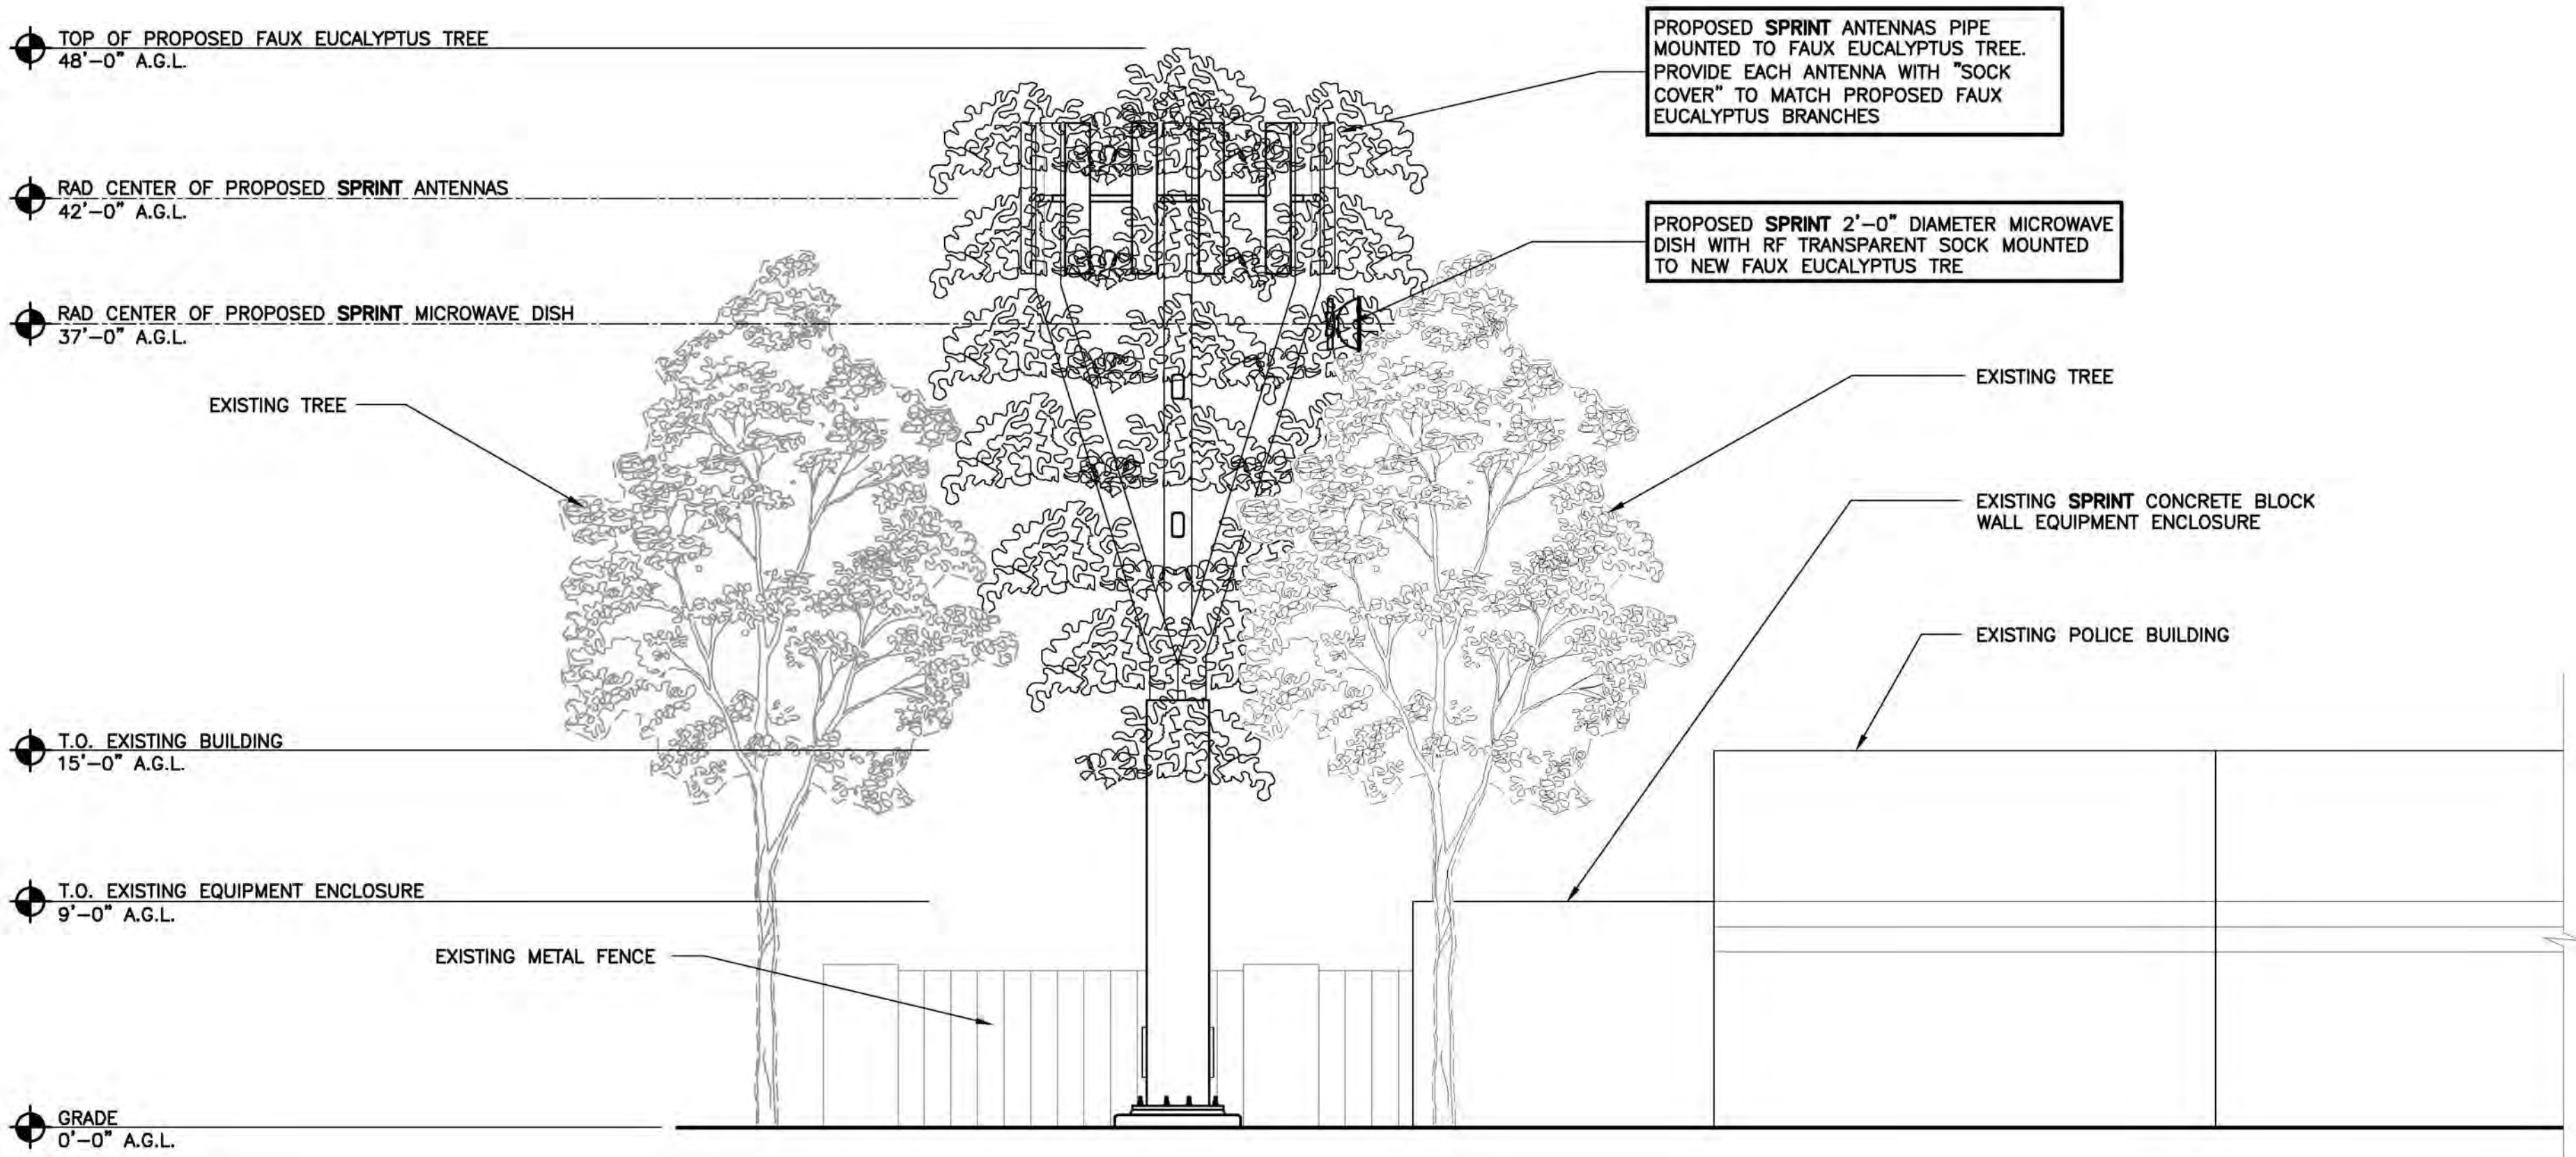 TOP OF PROPOSED FAUX EUCALYPTUS TREE
48'-0" A.G.L.
PROPOSED SPRINT ANTENNAS PIPE
MOUNTED TO FAUX EUCALYPTUS TREE.
PROVIDE EACH ANTENNA WITH "SOCK
COVER" TO MATCH PROPOSED FAUX
EUCALYPTUS BRANCHES
RAD CENTER OF PROPOSED SPRINT ANTENNAS
42'-0" A.G.L.
PROPOSED SPRINT 2'-0" DIAMETER MICROWAVE
DISH WITH RF TRANSPARENT SOCK MOUNTED
TO NEW FAUX EUCALYPTUS TRE
RAD CENTER OF PROPOSED SPRINT MICROWAVE DISH
37'-0" A.G.L.
EXISTING TREE
EXISTING TREE
EXISTING SPRINT CONCRETE BLOCK
WALL EQUIPMENT ENCLOSURE
EXISTING POLICE BUILDING
T.O. EXISTING BUILDING
15'-0" A.G.L.
T.O. EXISTING EQUIPMENT ENCLOSURE
9'-0" A.G.L.
EXISTING METAL FENCE
GRADE
0'-0" A.G.L.